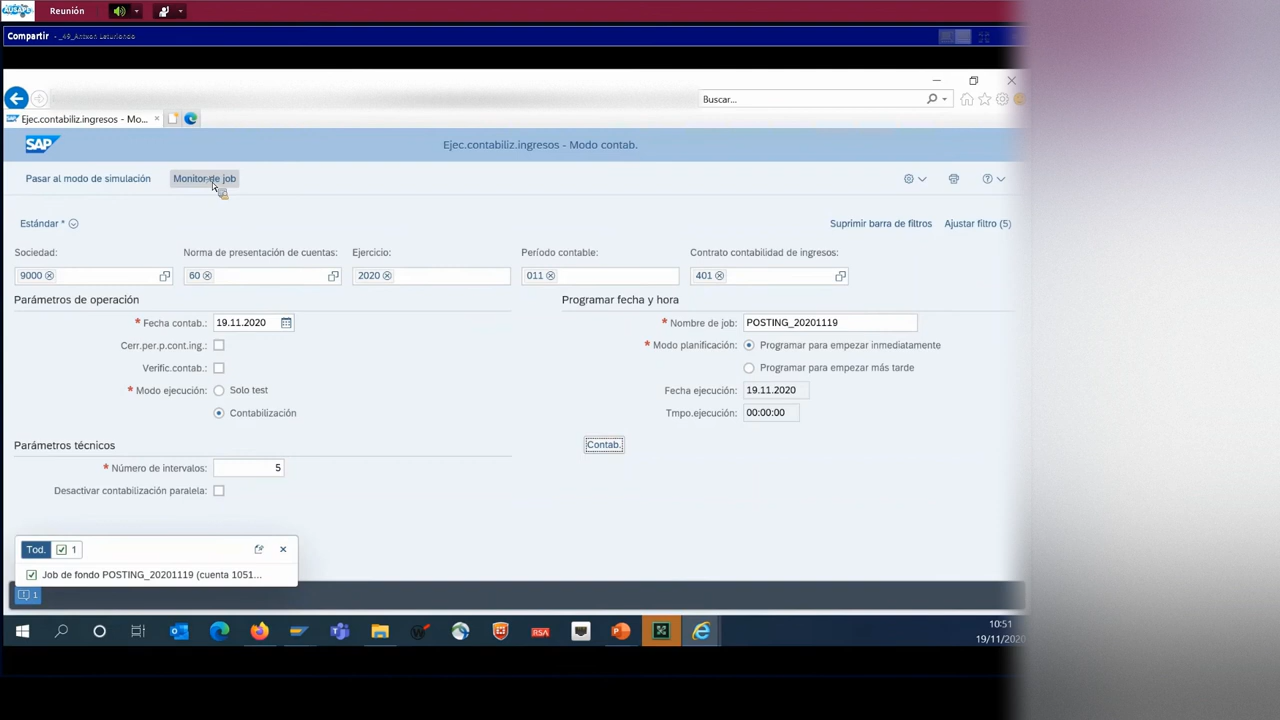 Reunión
Compartir - _49_Antxon Leturiondo
Buscar...
Ejec.contabiliz.ingresos - Mo...
SAP
Ejec.contabiliz.ingresos - Modo contab.
Pasar al modo de simulación Monitor de job
Estándar * Suprimir barra de filtros Ajustar filtro (5)
Sociedad: Norma de presentación de cuentas: Ejercicio: Período contable: Contrato contabilidad de ingresos:
9000 60 2020 011 401
Parámetros de operación Programar fecha y hora
* Fecha contab.: 19.11.2020 * Nombre de job: POSTING_20201119
Cerr.per.p.cont.ing.: * Modo planificación: Programar para empezar inmediatamente
Verific.contab.: Programar para empezar más tarde
* Modo ejecución: Solo test Fecha ejecución: 19.11.2020
Contabilización Tmpo.ejecución: 00:00:00
Parámetros técnicos Contab.
* Número de intervalos: 5
Desactivar contabilización paralela:
Tod. 1
Job de fondo POSTING_20201119 (cuenta 1051...
1
RSA
10:51
19/11/2020